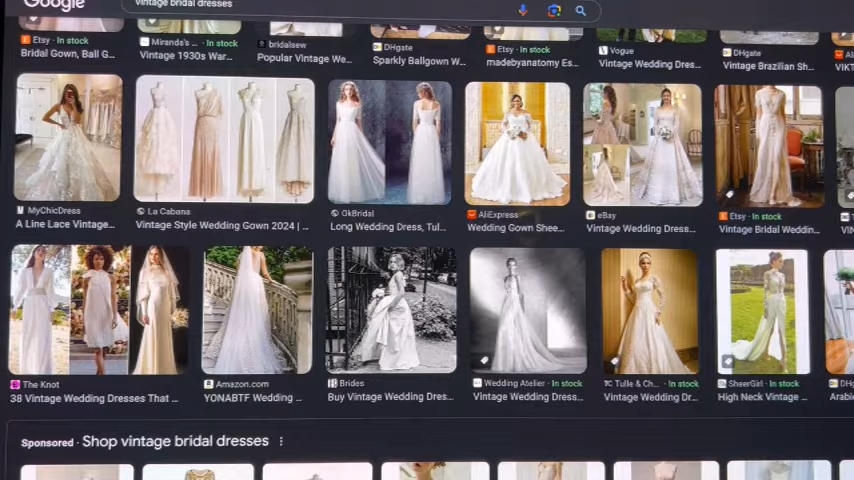 Google
vintage bridal dresses
Etsy · In stock
Bridal Gown, Ball G...
Miranda's ... · In stock
Vintage 1930s War...
bridalsew
Popular Vintage We...
DHgate
Sparkly Ballgown W...
Etsy · In stock
madebyanatomy Es...
Vogue
Vintage Wedding Dres...
DHgate
Vintage Brazilian Sh...
MyChicDress
A Line Lace Vintage...
La Cabana
Vintage Style Wedding Gown 2024 | ...
OkBridal
Long Wedding Dress, Tul...
AliExpress
Wedding Gown Shee...
eBay
Vintage Wedding Dres...
Etsy · In stock
Vintage Bridal Weddin...
The Knot
38 Vintage Wedding Dresses That ...
Amazon.com
YONABTF Wedding ...
Brides
Buy Vintage Wedding Dres...
Wedding Atelier · In stock
Vintage Wedding Dres...
Tulle & Ch... · In stock
Vintage Wedding Dr...
SheerGirl · In stock
High Neck Vintage ...
Sponsored · Shop vintage bridal dresses